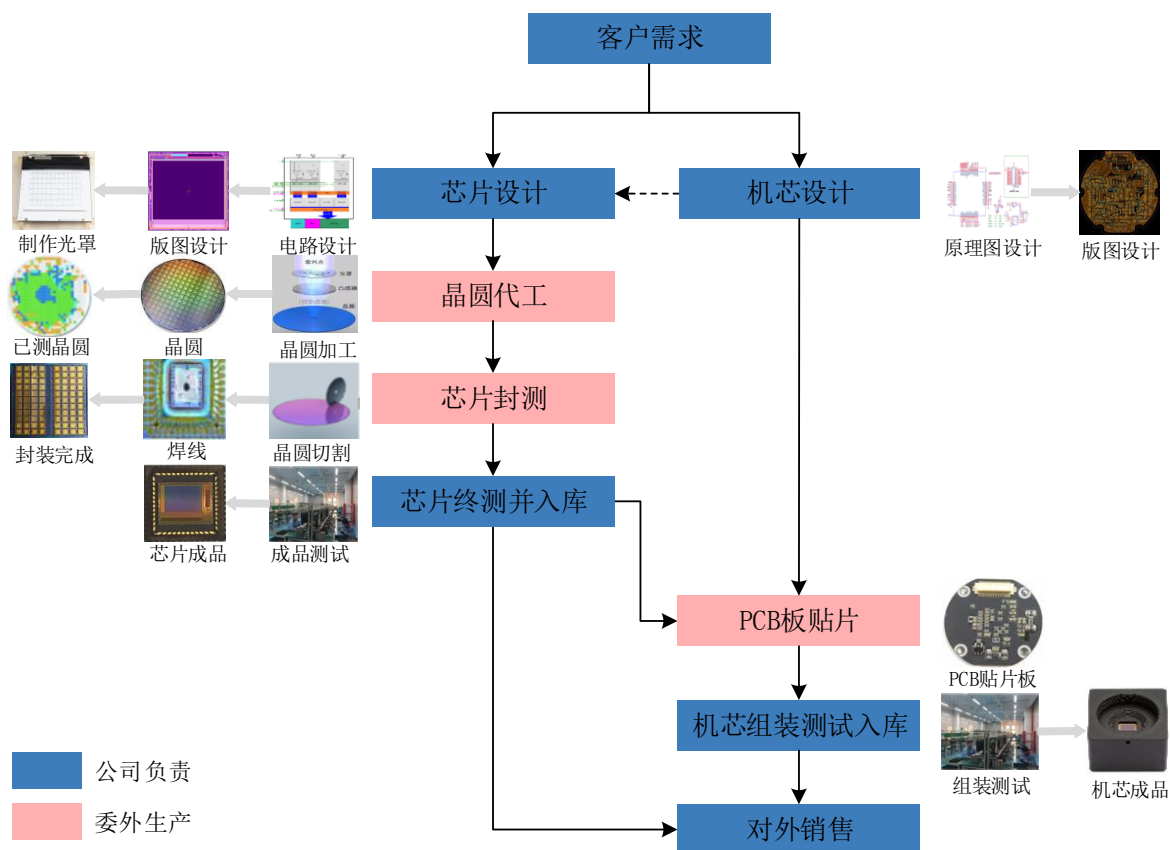 客户需求
芯片设计
机芯设计
制作光罩
版图设计
电路设计
原理图设计
版图设计
晶圆代工
已测晶圆
晶圆
晶圆加工
芯片封测
封装完成
焊线
晶圆切割
芯片终测并入库
芯片成品
成品测试
PCB板贴片
PCB贴片板
机芯组装测试入库
组装测试
机芯成品
公司负责
委外生产
对外销售